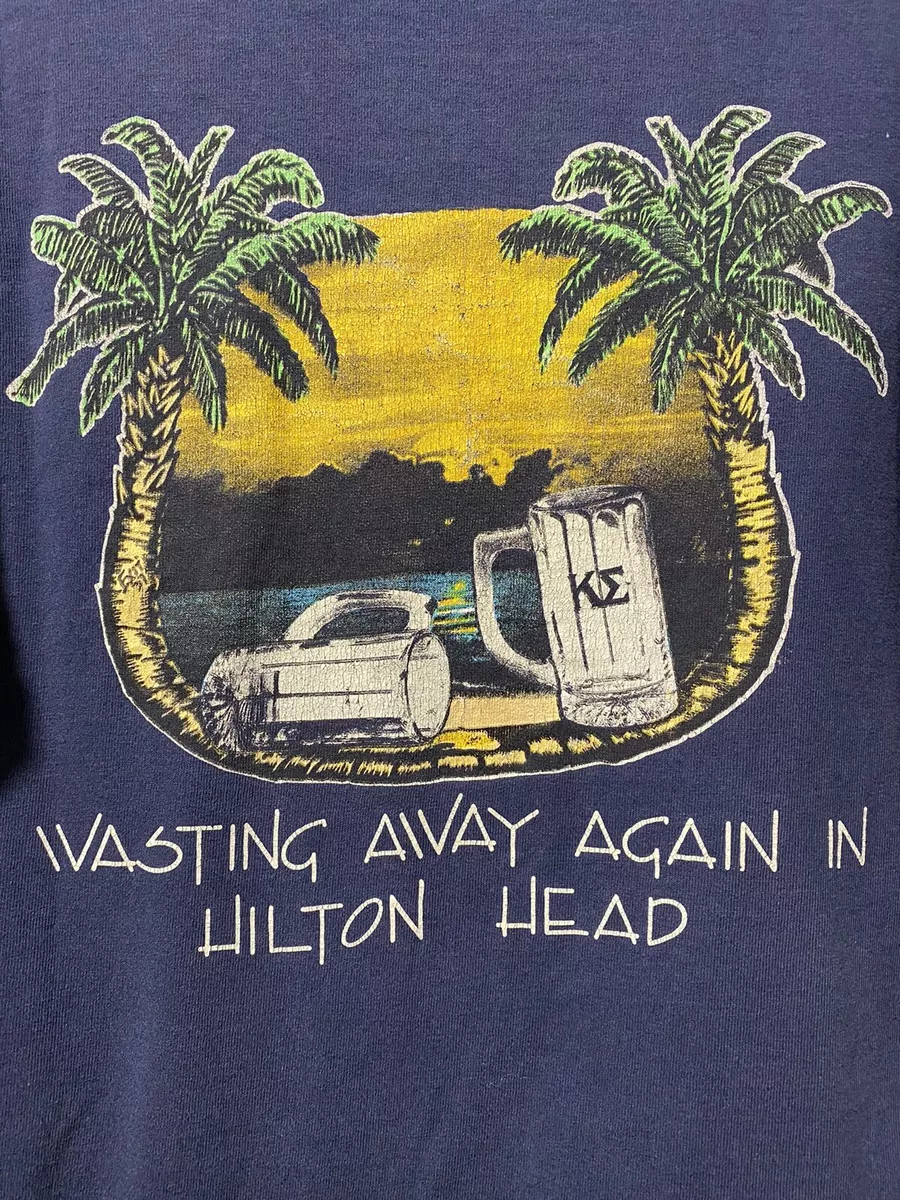 ΚΣ
WASTING AWAY AGAIN IN
HILTON HEAD